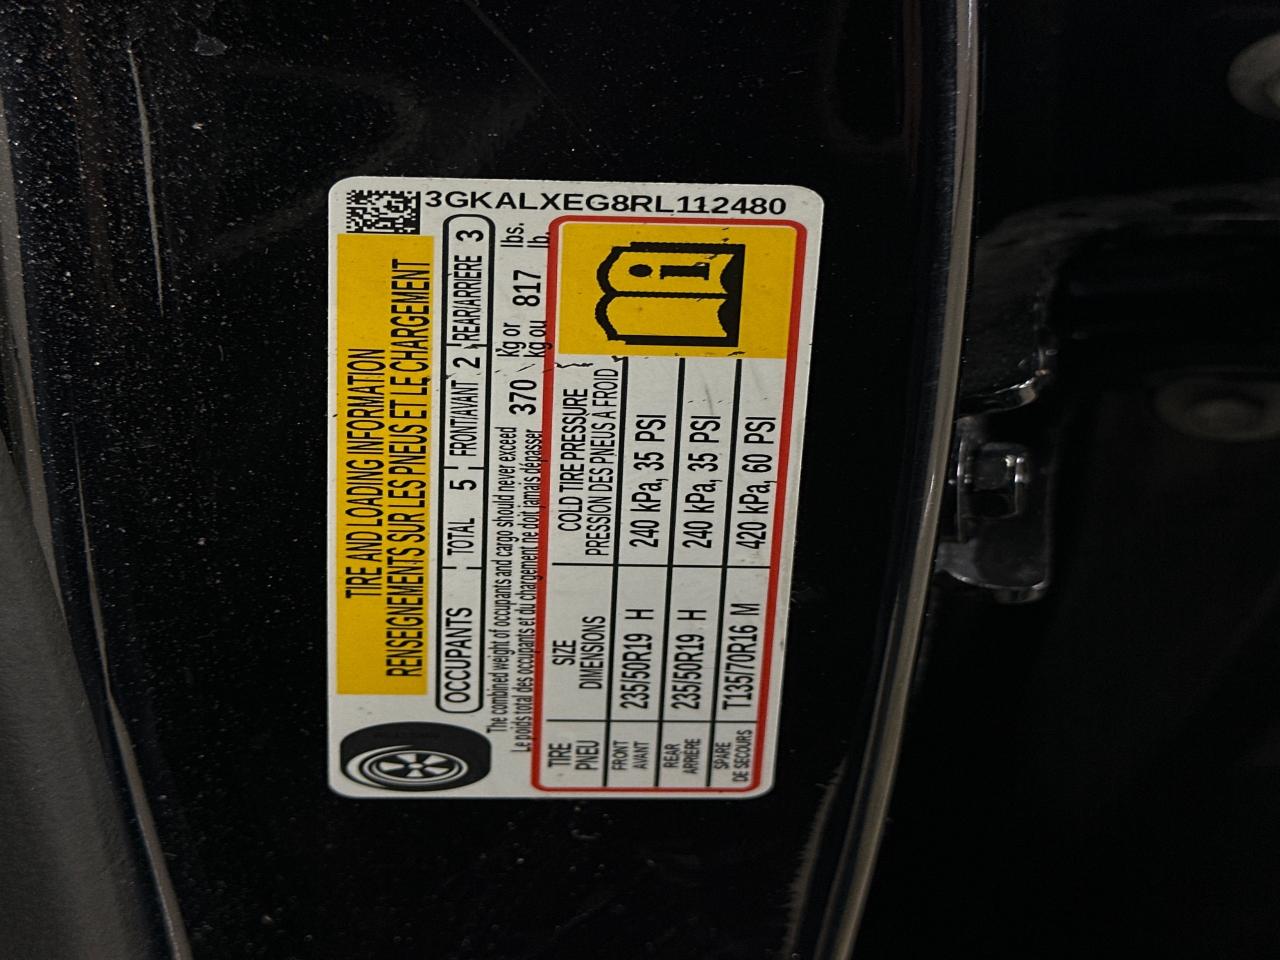 3GKALXEG8RL112480
TIRE AND LOADING INFORMATION
RENSEIGNEMENTS SUR LES PNEUS ET LE CHARGEMENT
OCCUPANTS TOTAL 5 FRONT/AVANT 2 REAR/ARRIÈRE 3
The combined weight of occupants and cargo should never exceed 370 kg or 817 lbs.
Le poids total des occupants et du chargement ne doit jamais dépasser kg ou lb.
TIRE SIZE COLD TIRE PRESSURE
PNEU DIMENSIONS PRESSION DES PNEUS À FROID
FRONT 235/50R19 H 240 kPa, 35 PSI
AVANT
REAR 235/50R19 H 240 kPa, 35 PSI
ARRIÈRE
SPARE T135/70R16 M 420 kPa, 60 PSI
DE SECOURS
i